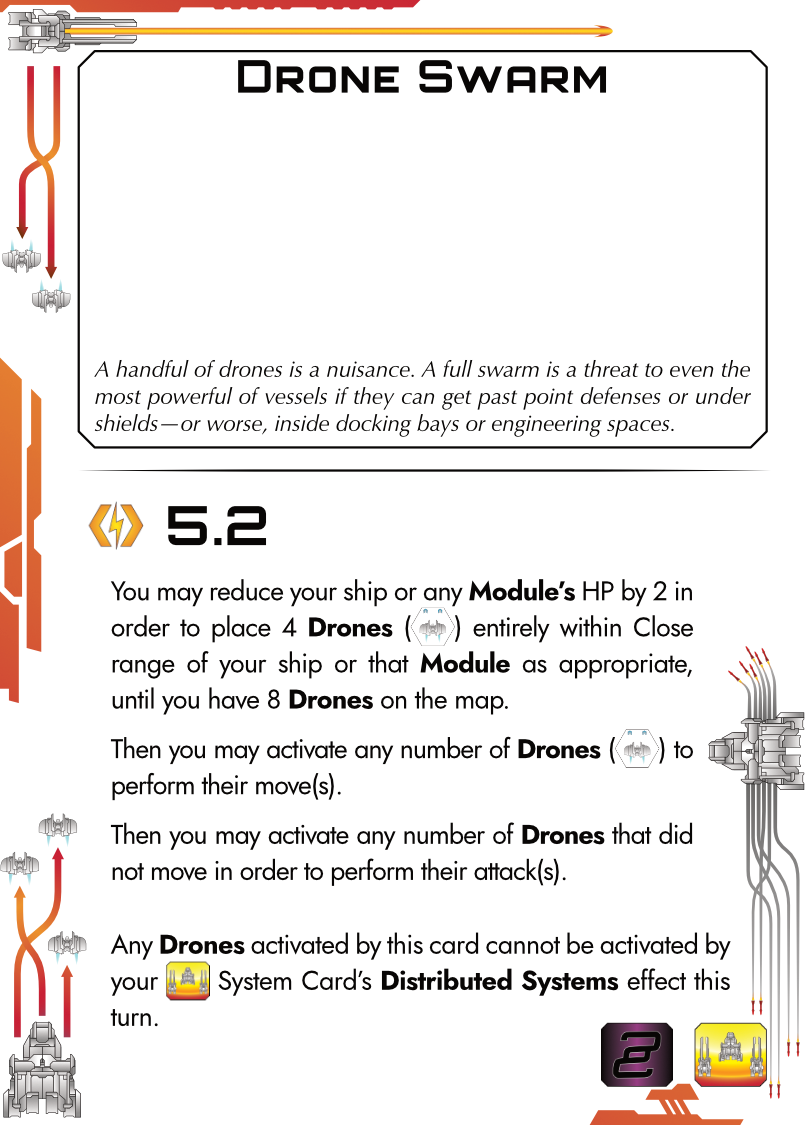 Drone Swarm
A handful of drones is a nuisance. A full swarm is a threat to even the
most powerful of vessels if they can get past point defenses or under
shields—or worse, inside docking bays or engineering spaces.
5.2
You may reduce your ship or any Module’s HP by 2 in
order to place 4 Drones () entirely within Close
range of your ship or that Module as appropriate,
until you have 8 Drones on the map.
Then you may activate any number of Drones () to
perform their move(s).
Then you may activate any number of Drones that did
not move in order to perform their attack(s).
Any Drones activated by this card cannot be activated by
your System Card’s Distributed Systems effect this
turn.
2